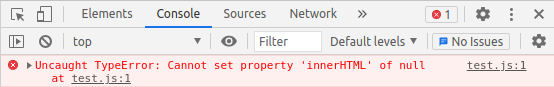 Elements Console Sources Network » 1
top Filter Default levels No Issues
Uncaught TypeError: Cannot set property 'innerHTML' of null test.js:1
at test.js:1